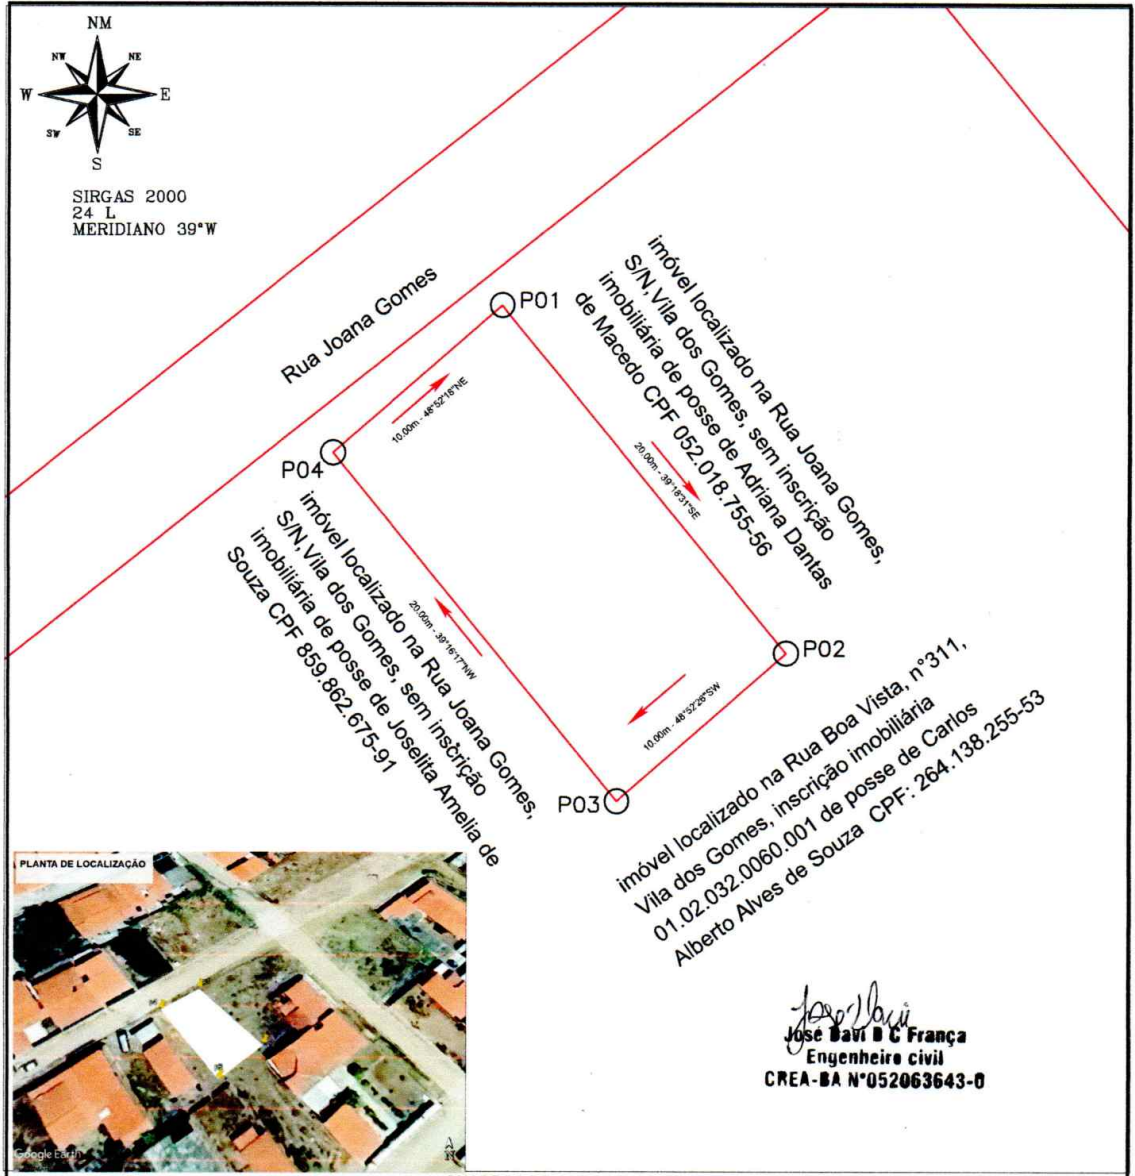 NM
NW
NE
W
E
SW
SE
S
SIRGAS 2000
24 L
MERIDIANO 39°W
Rua Joana Gomes
P01
imóvel localizado na Rua Joana Gomes,
S/N,Vila dos Gomes, sem inscrição
imobiliária de posse de Adriana Dantas
de Macedo CPF 052.018.755-56
10.00m - 48°52'18"NE
20.00m - 39°18'31"SE
P04
imóvel localizado na Rua Joana Gomes,
S/N,Vila dos Gomes, sem inscrição
imobiliária de posse de Joselita Amelia de
Souza CPF 859.862.675-91
20.00m - 39°16'17"NW
P02
10.00m - 48°52'26"SW
P03
imóvel localizado na Rua Boa Vista, n°311,
Vila dos Gomes, inscrição imobiliária
01.02.032.0060.001 de posse de Carlos
Alberto Alves de Souza CPF: 264.138.255-53
PLANTA DE LOCALIZAÇÃO
Google Earth
N
José Davi B C França
Engenheiro civil
CREA-BA N°052063643-0